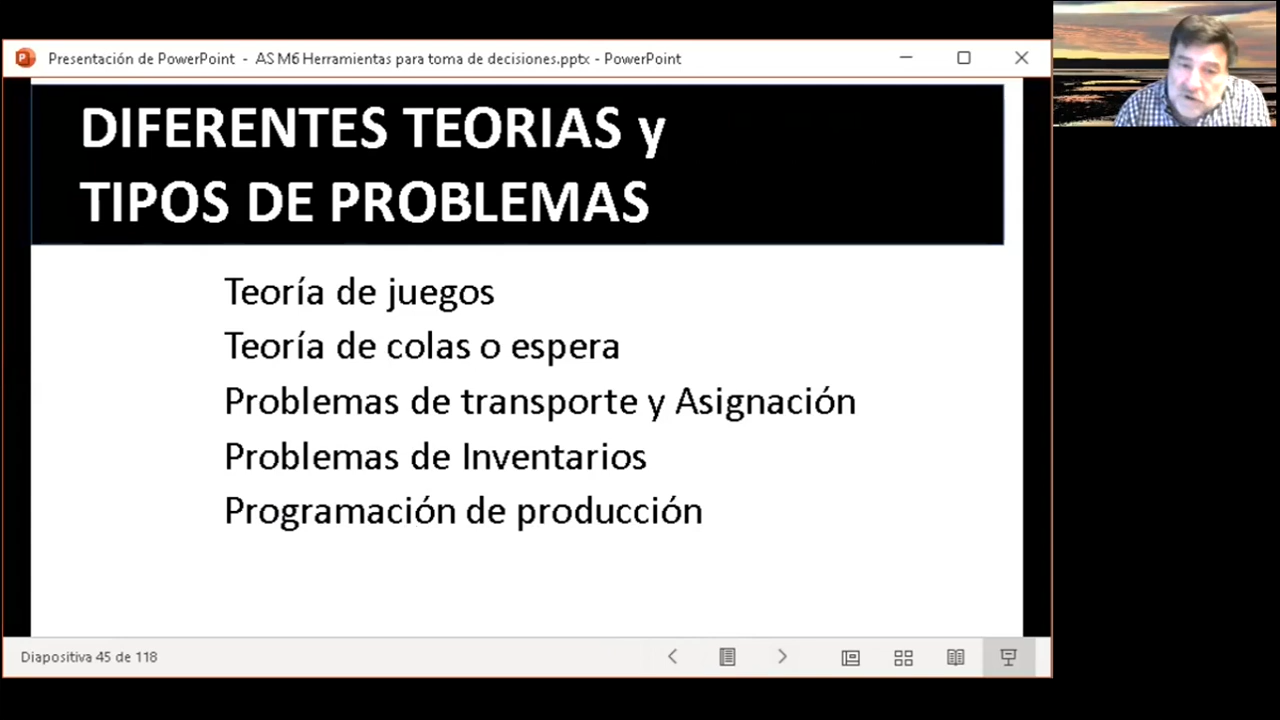 Presentación de PowerPoint - AS M6 Herramientas para toma de decisiones.pptx - PowerPoint
DIFERENTES TEORIAS y
TIPOS DE PROBLEMAS
Teoría de juegos
Teoría de colas o espera
Problemas de transporte y Asignación
Problemas de Inventarios
Programación de producción
Diapositiva 45 de 118